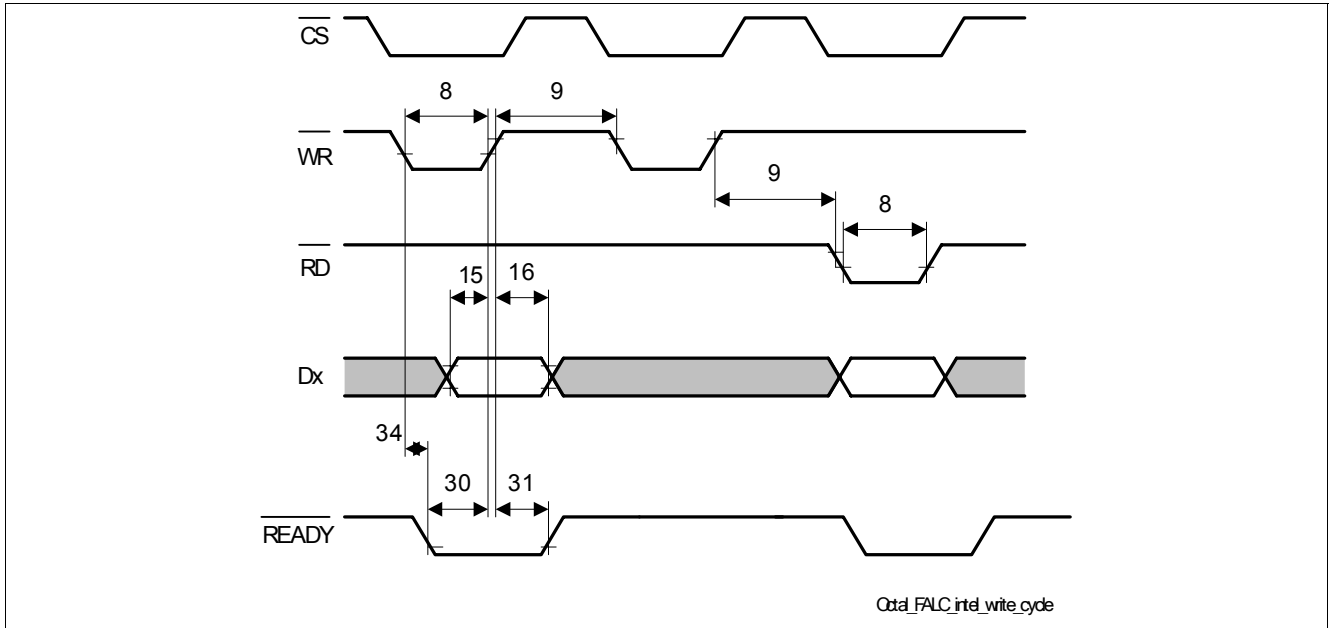 CS
8 9
WR
9
8
RD
15 16
Dx
34
30 31
READY
Octal_FALC_intel_write_cycle